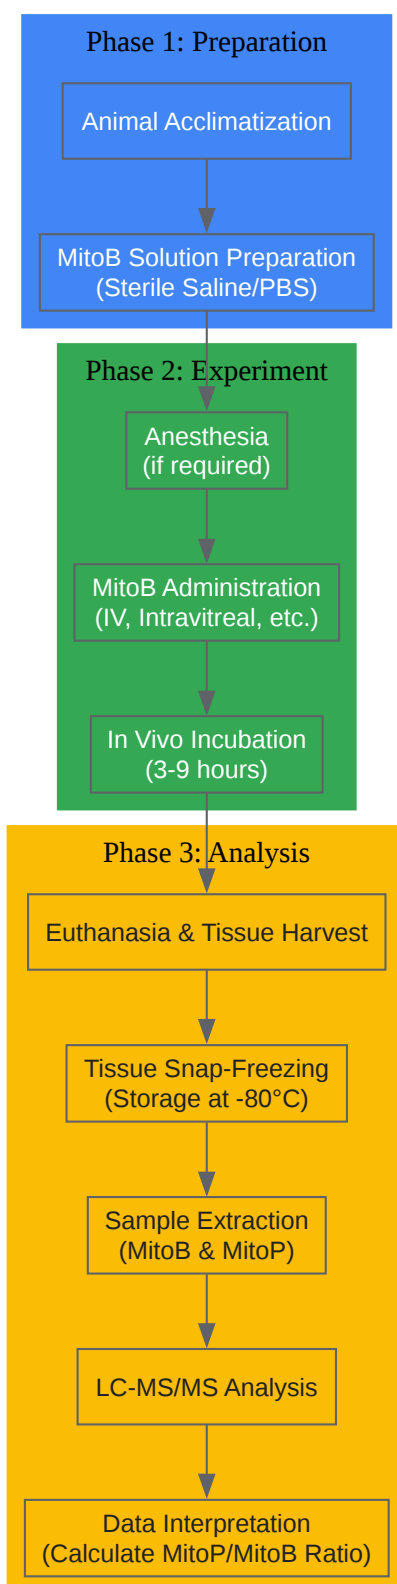 Phase 1: Preparation
Animal Acclimatization
MitoB Solution Preparation
(Sterile Saline/PBS)
Phase 2: Experiment
Anesthesia
(if required)
MitoB Administration
(IV, Intravitreal, etc.)
In Vivo Incubation
(3-9 hours)
Phase 3: Analysis
Euthanasia & Tissue Harvest
Tissue Snap-Freezing
(Storage at -80°C)
Sample Extraction
(MitoB & MitoP)
LC-MS/MS Analysis
Data Interpretation
(Calculate MitoP/MitoB Ratio)